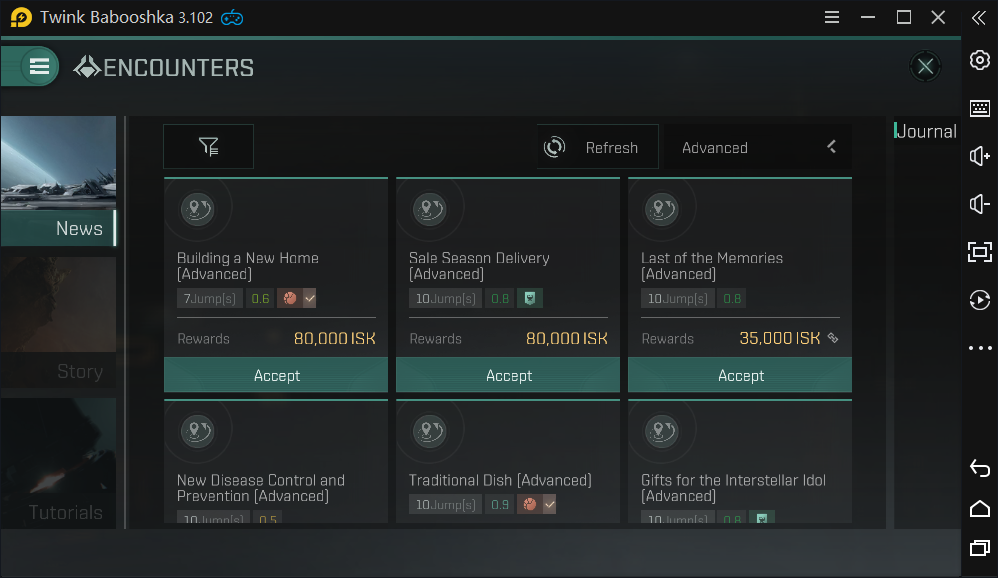 Twink Babooshka 3.102
ENCOUNTERS
News
Story
Tutorials
Refresh
Advanced
Journal
Building a New Home
[Advanced]
7Jump[s] 0.6
Rewards 80,000 ISK
Accept
Sale Season Delivery
[Advanced]
10Jump[s] 0.8
Rewards 80,000 ISK
Accept
Last of the Memories
[Advanced]
10Jump[s] 0.8
Rewards 35,000 ISK
Accept
New Disease Control and
Prevention [Advanced]
10Jump[s] 0.5
Traditional Dish [Advanced]
10Jump[s] 0.9
Gifts for the Interstellar Idol
[Advanced]
10Jump[s] 0.8